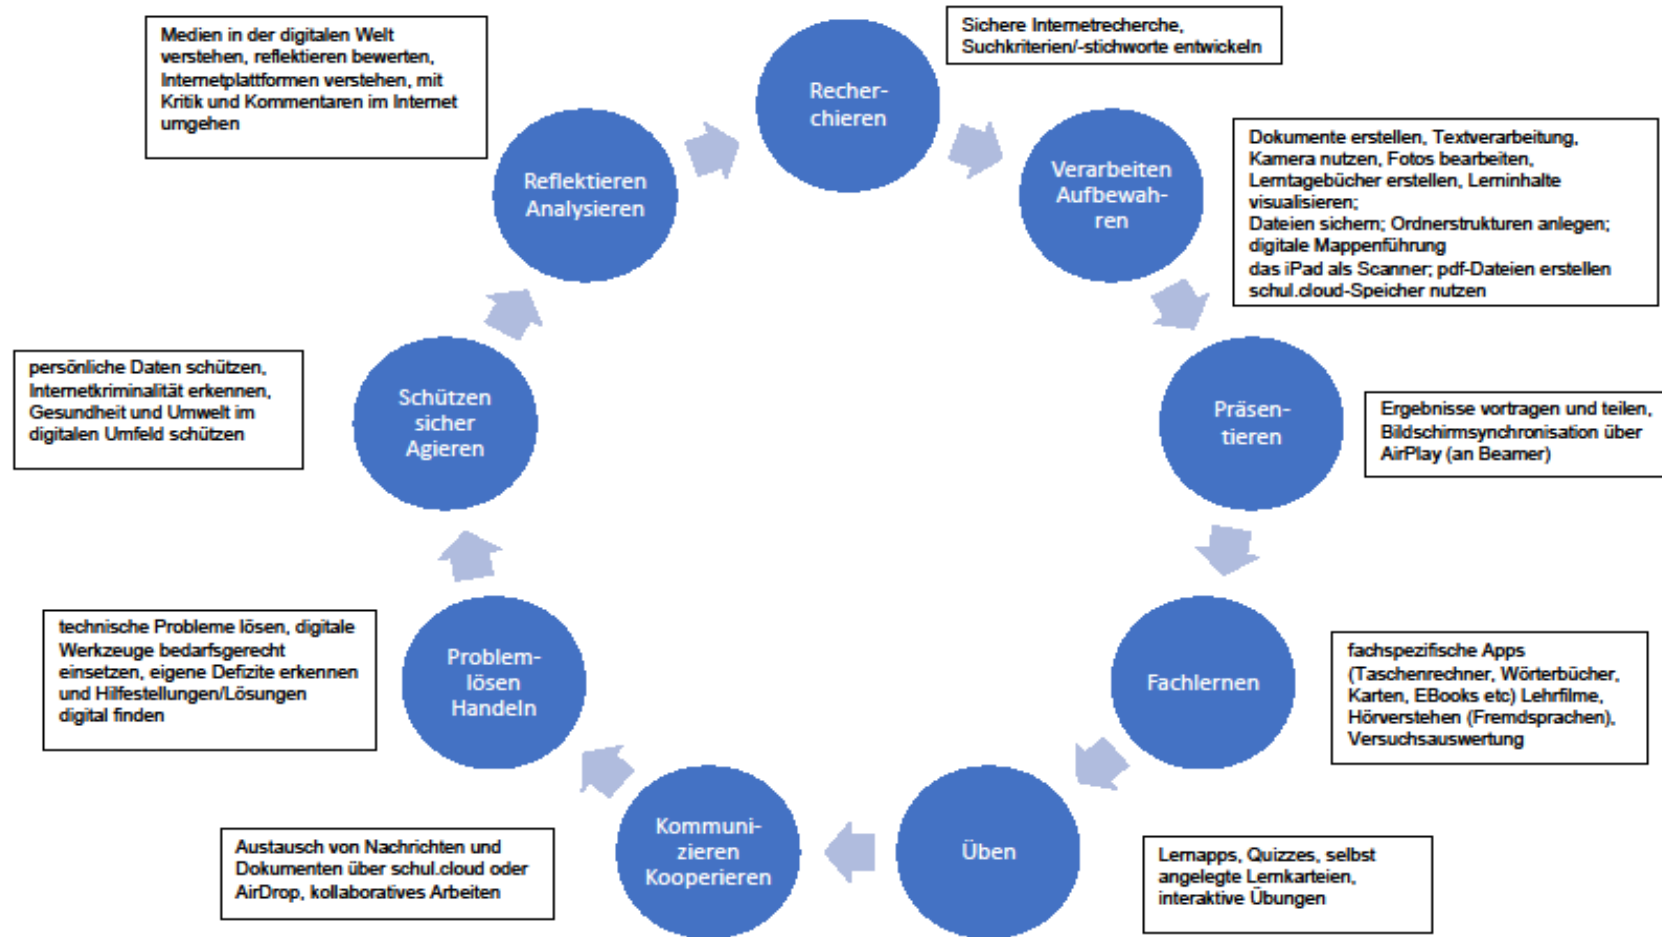 Recher-
chieren
Sichere Internetrecherche,
Suchkriterien/-stichworte entwickeln
Verarbeiten
Aufbewah-
ren
Dokumente erstellen, Textverarbeitung,
Kamera nutzen, Fotos bearbeiten,
Lerntagebücher erstellen, Lerninhalte
visualisieren;
Dateien sichern; Ordnerstrukturen anlegen;
digitale Mappenführung
das iPad als Scanner; pdf-Dateien erstellen
schul.cloud-Speicher nutzen
Präsen-
tieren
Ergebnisse vortragen und teilen,
Bildschirmsynchronisation über
AirPlay (an Beamer)
Fachlernen
fachspezifische Apps
(Taschenrechner, Wörterbücher,
Karten, EBooks etc) Lehrfilme,
Hörverstehen (Fremdsprachen),
Versuchsauswertung
Üben
Lernapps, Quizzes, selbst
angelegte Lernkarteien,
interaktive Übungen
Kommuni-
zieren
Kooperieren
Austausch von Nachrichten und
Dokumenten über schul.cloud oder
AirDrop, kollaboratives Arbeiten
Problem-
lösen
Handeln
technische Probleme lösen, digitale
Werkzeuge bedarfsgerecht
einsetzen, eigene Defizite erkennen
und Hilfestellungen/Lösungen
digital finden
Schützen
sicher
Agieren
persönliche Daten schützen,
Internetkriminalität erkennen,
Gesundheit und Umwelt im
digitalen Umfeld schützen
Reflektieren
Analysieren
Medien in der digitalen Welt
verstehen, reflektieren bewerten,
Internetplattformen verstehen, mit
Kritik und Kommentaren im Internet
umgehen